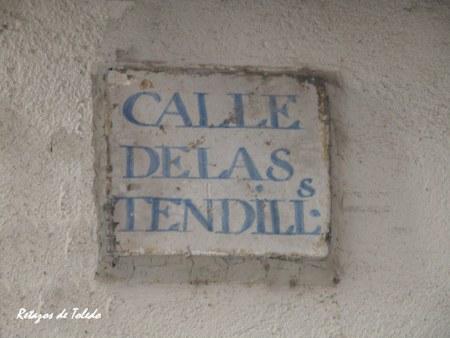 CALLE
DE LAS
TENDILL.s
Retazos de Toledo